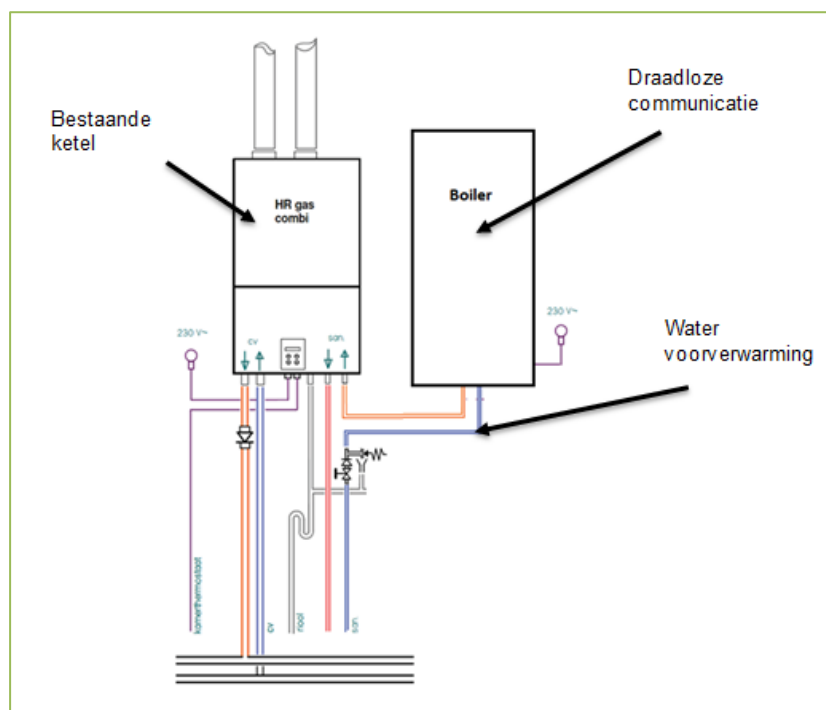 Bestaande
ketel
Draadloze
communicatie
HR gas
combi
Boiler
230 V~
cv
san.
230 V~
Water
voorverwarming
kamerthermostaat
cv
riool
san.